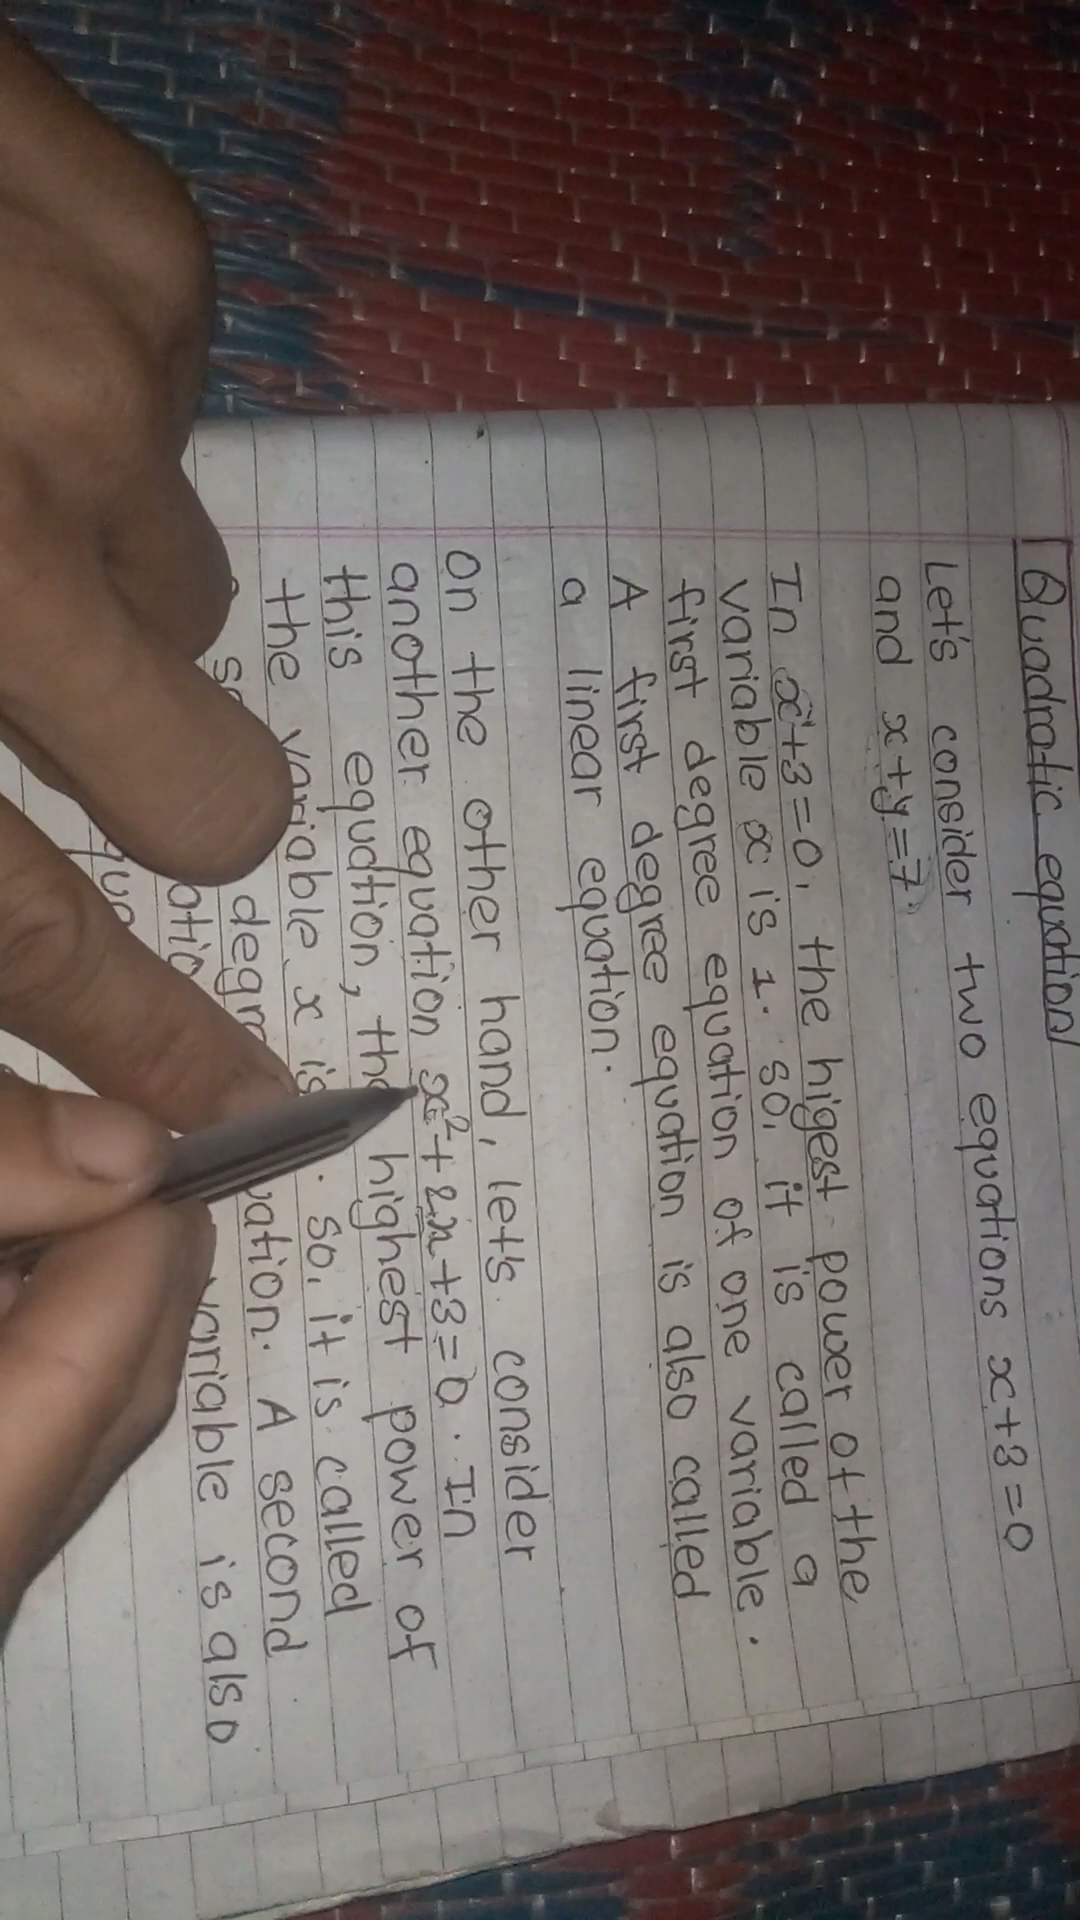 Quadratic equation
Let's consider two equations x+3=0
and x+y=7.
In x+3=0, the higest power of the
variable x is 1. So, it is called a
first degree equation of one variable.
A first degree equation is also called
a linear equation.
On the other hand, let's consider
another equation x²+2x+3=0. In
this equation, the highest power of
the variable x is . So, it is called
degr ation. A second
variable is also